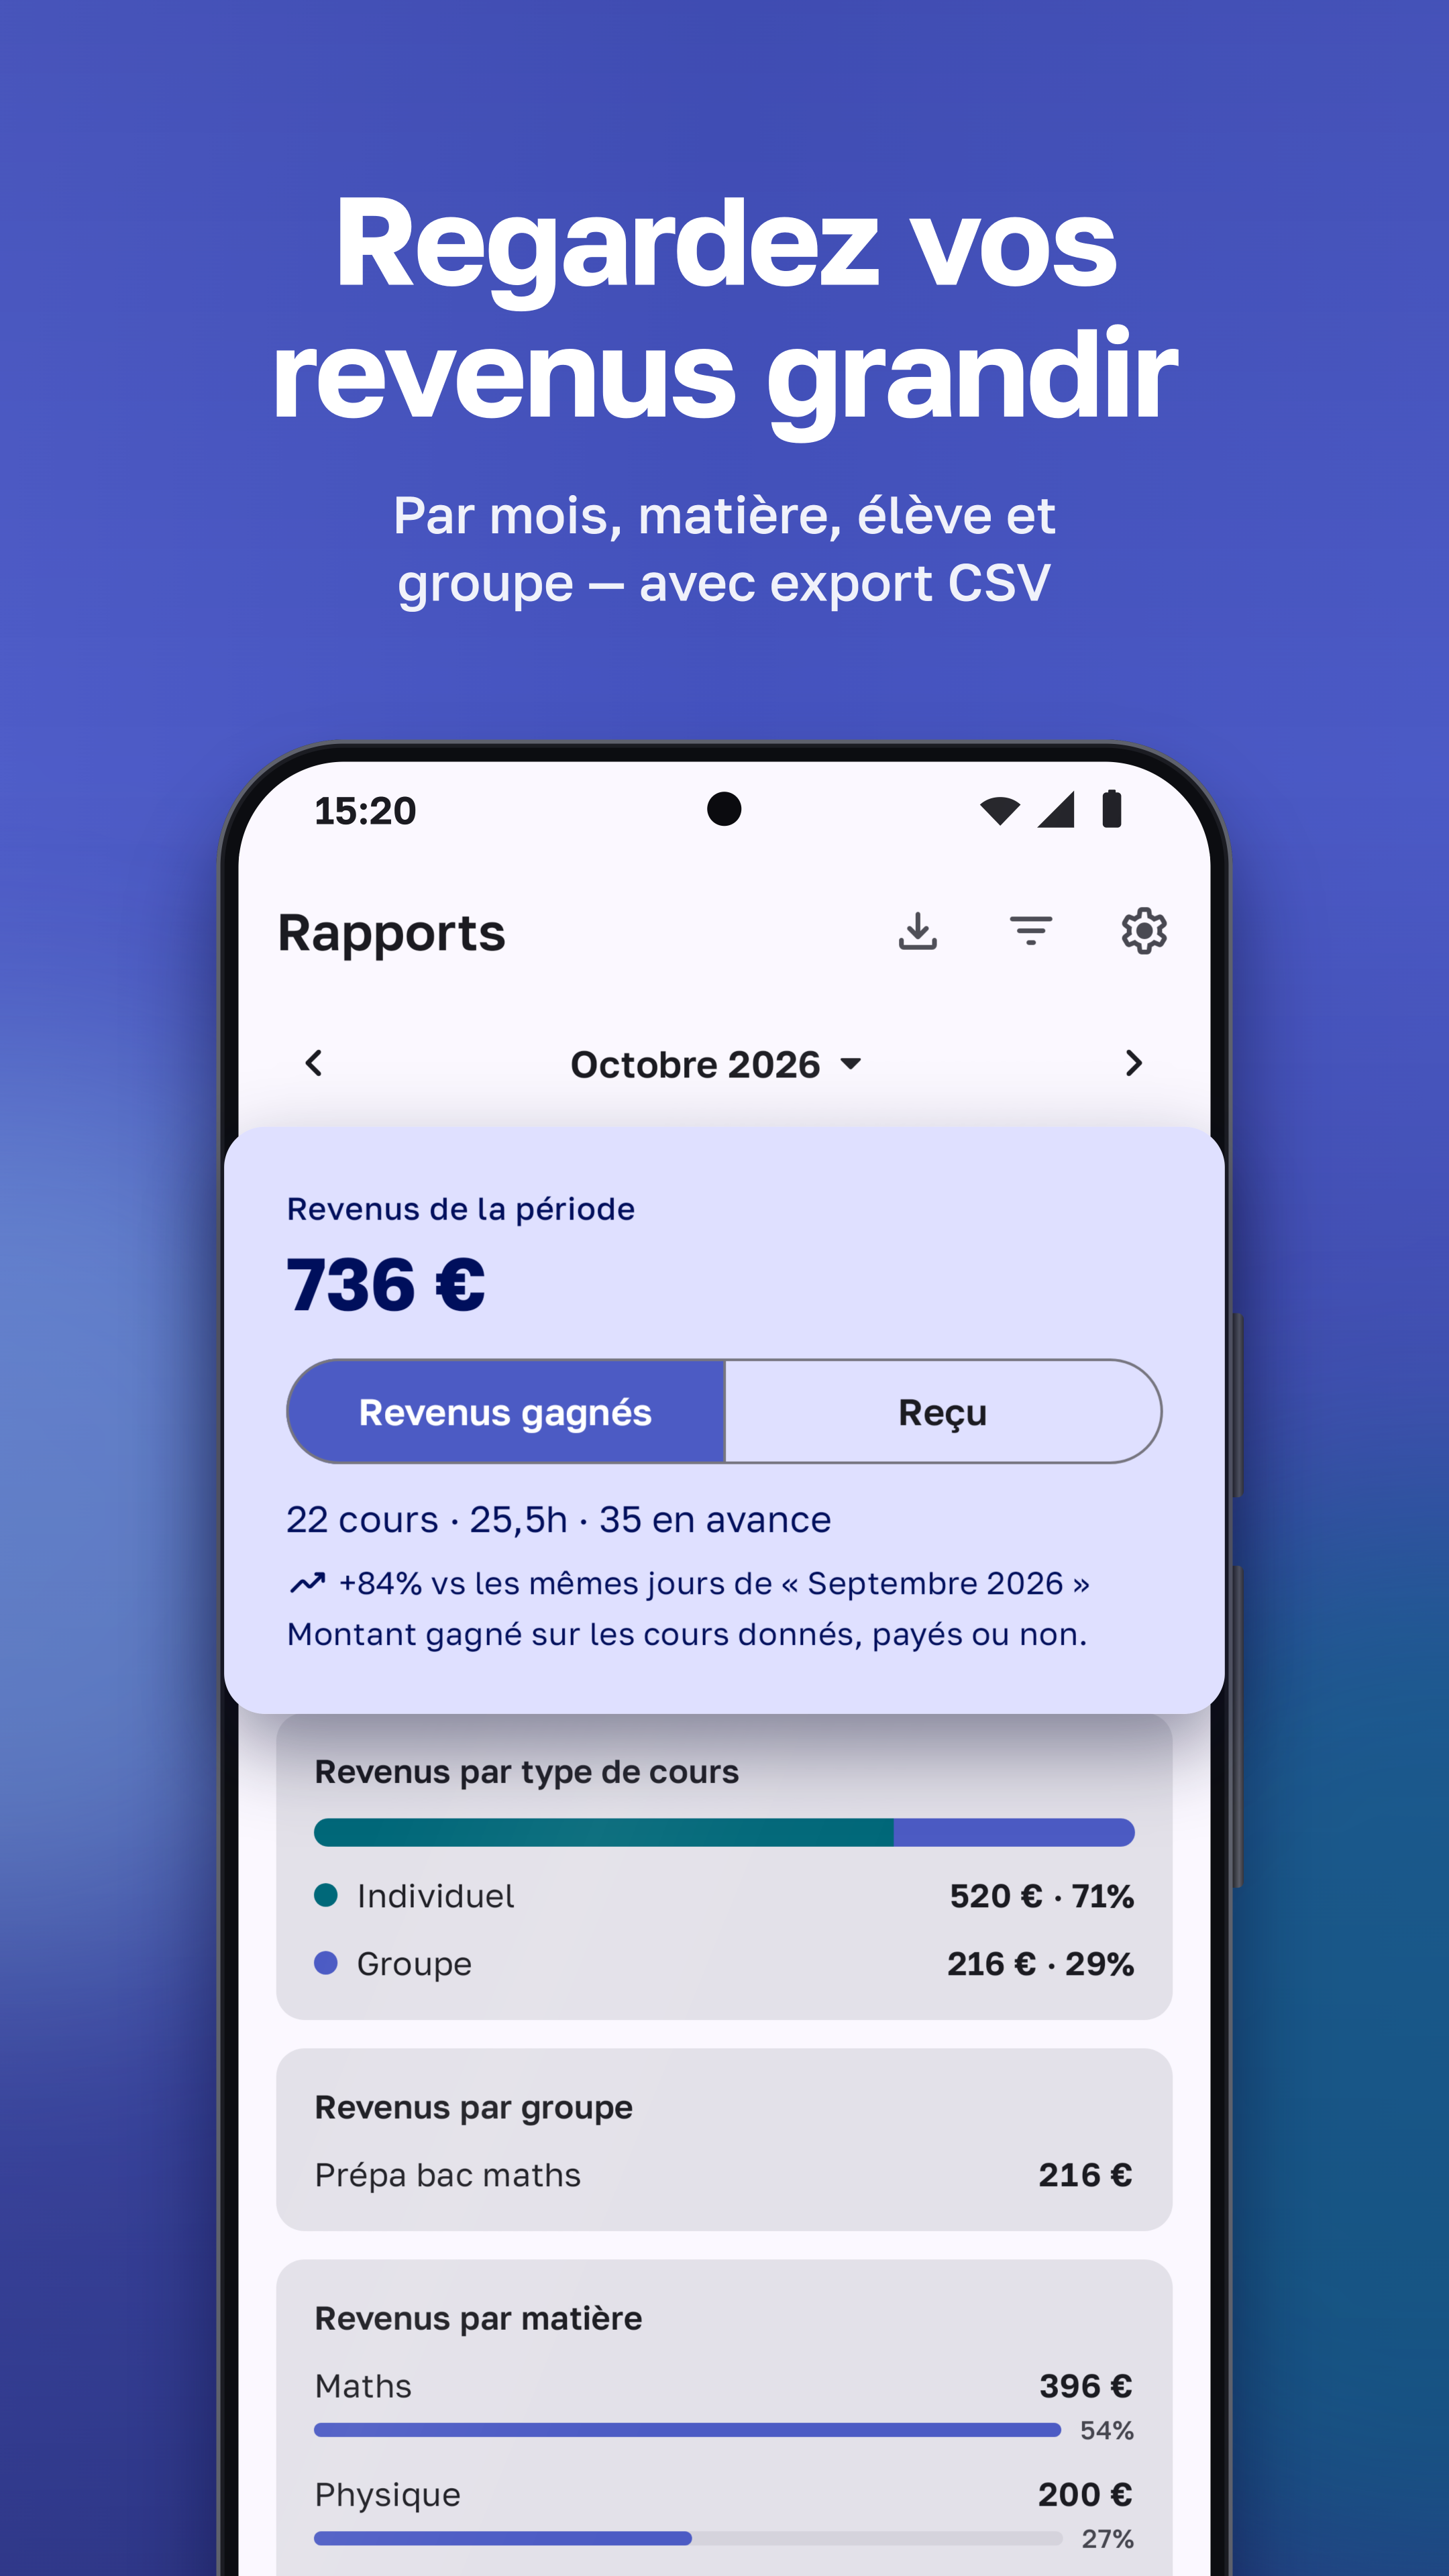 Regardez vos
revenus grandir
Par mois, matière, élève et
groupe — avec export CSV
15:20
Rapports
Octobre 2026
Revenus de la période
736 €
Revenus gagnés
Reçu
22 cours · 25,5h · 35 en avance
+84% vs les mêmes jours de « Septembre 2026 »
Montant gagné sur les cours donnés, payés ou non.
Revenus par type de cours
Individuel 520 € · 71%
Groupe 216 € · 29%
Revenus par groupe
Prépa bac maths 216 €
Revenus par matière
Maths 396 €
54%
Physique 200 €
27%